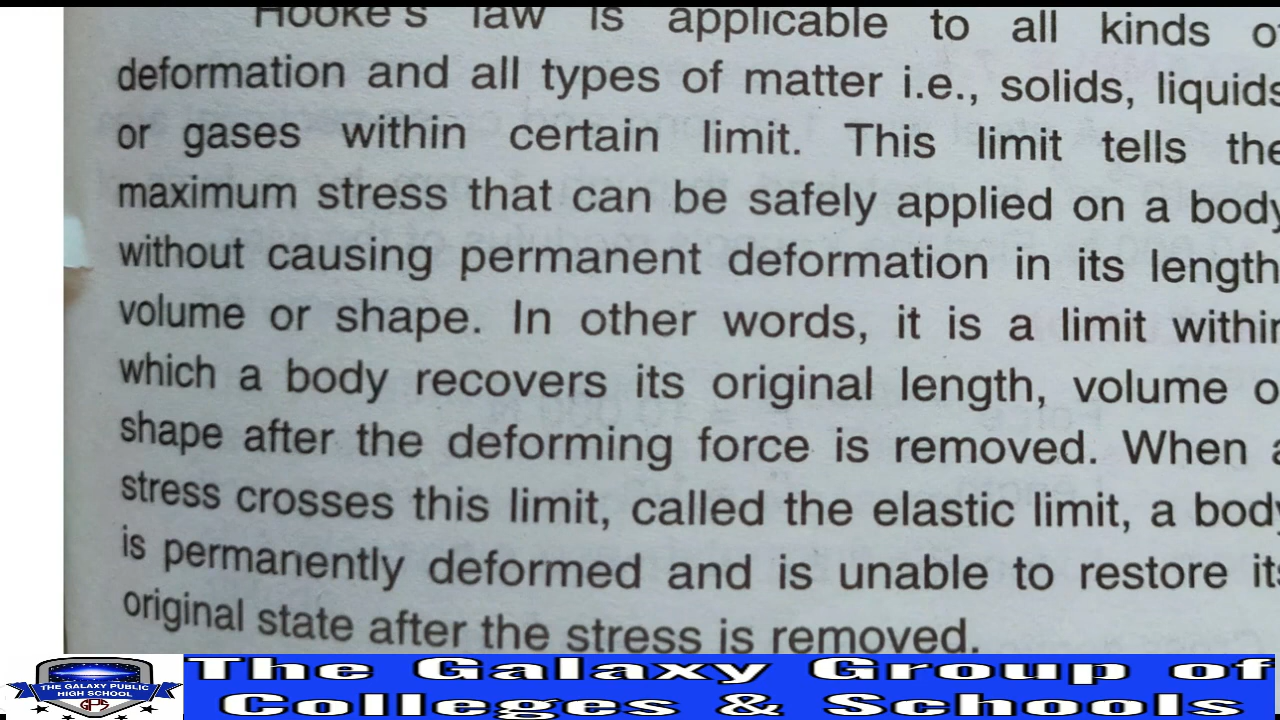 Hooke's law is applicable to all kinds of
deformation and all types of matter i.e., solids, liquids
or gases within certain limit. This limit tells the
maximum stress that can be safely applied on a body
without causing permanent deformation in its length
volume or shape. In other words, it is a limit within
which a body recovers its original length, volume o
shape after the deforming force is removed. When a
stress crosses this limit, called the elastic limit, a body
is permanently deformed and is unable to restore its
original state after the stress is removed.
THE GALAXY PUBLIC
HIGH SCHOOL
GPS
The Galaxy Group of
Colleges & Schools